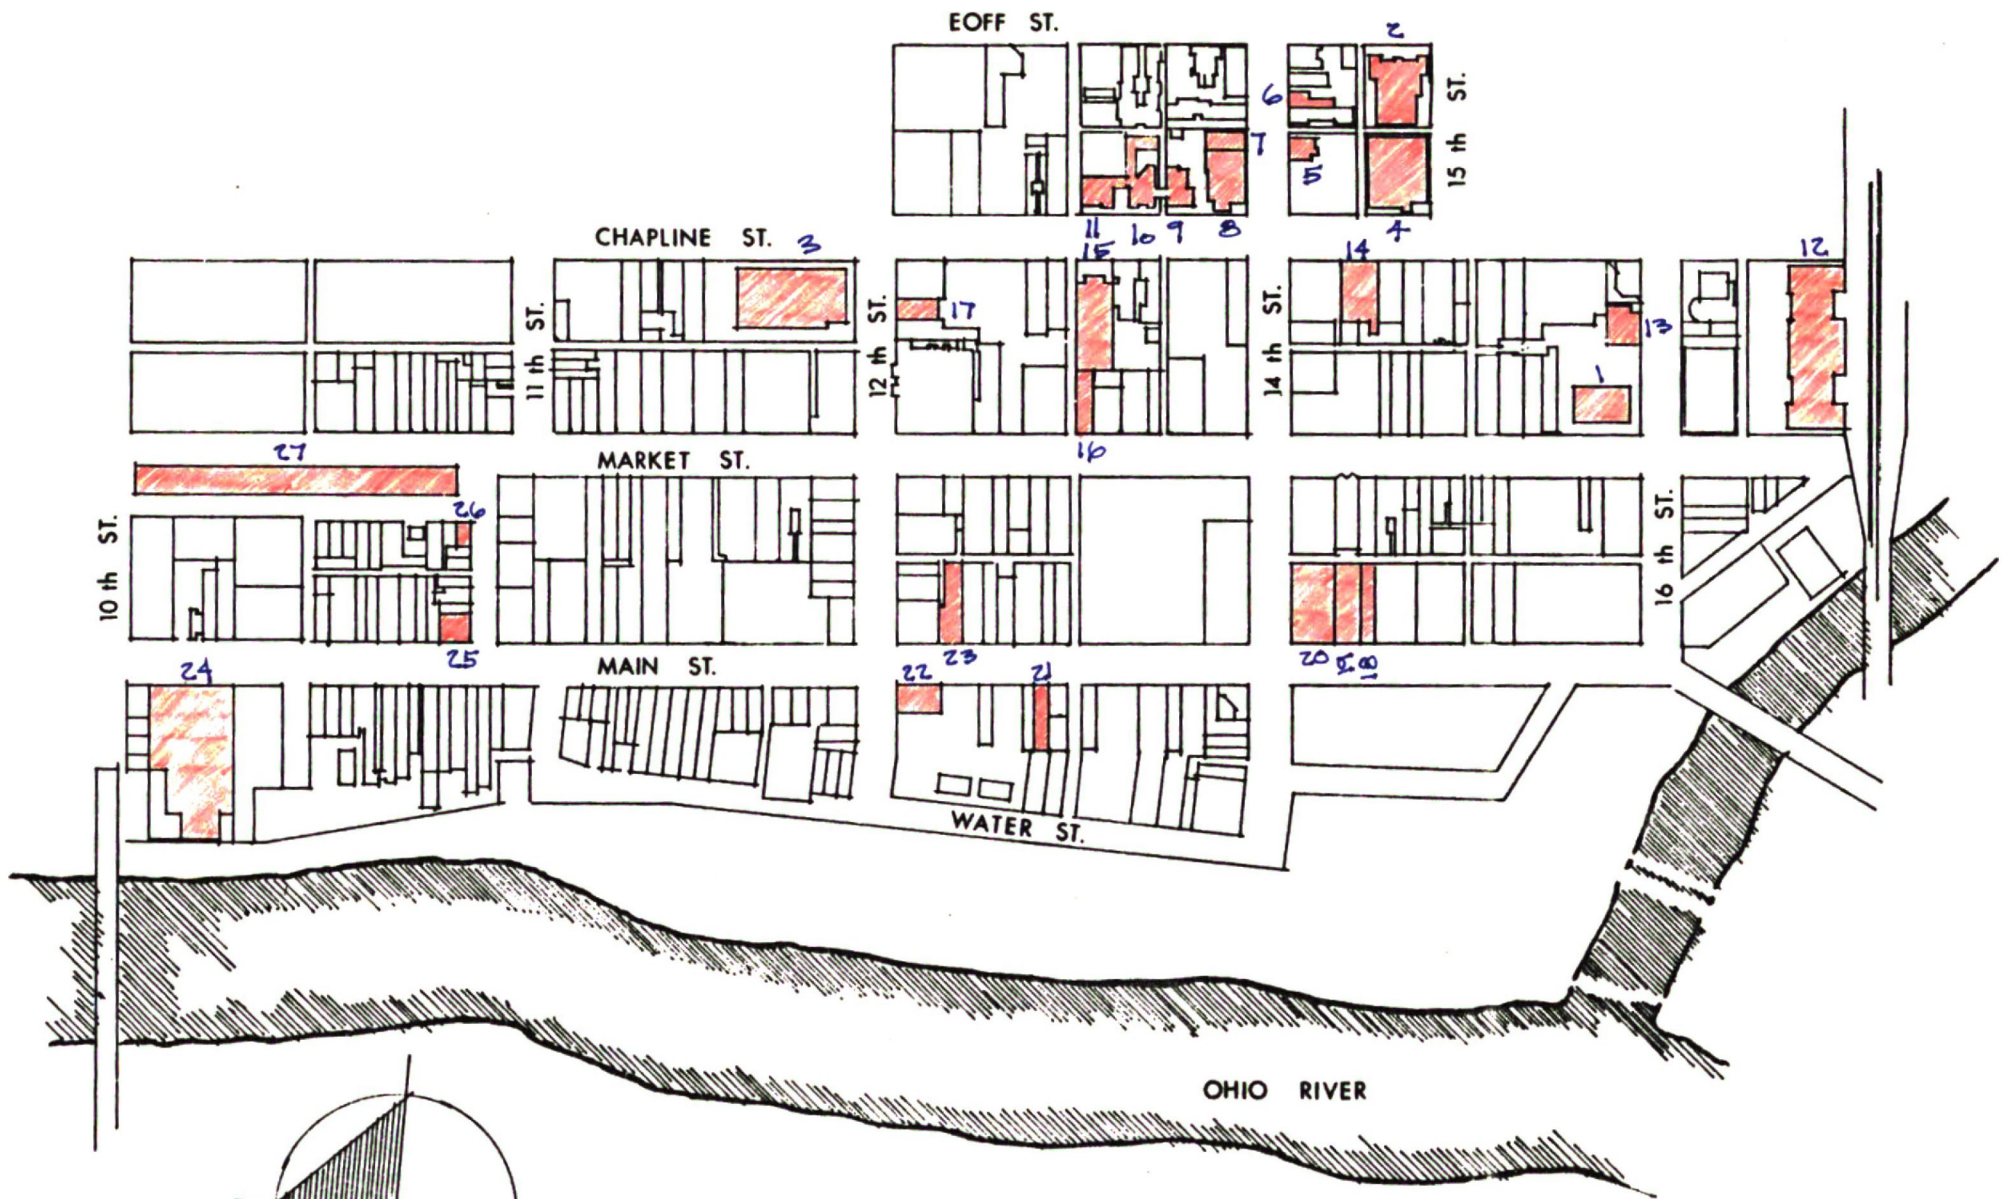 EOFF ST.
2
6
7
15 th ST.
5
11 10 9 8
4
CHAPLINE ST.
3
15
14
12
11 th ST.
12 th ST.
17
14 th ST.
13
1
27
MARKET ST.
16
10 th ST.
26
16 th ST.
25
MAIN ST.
23
20 19 18
24
22
21
WATER ST.
OHIO RIVER